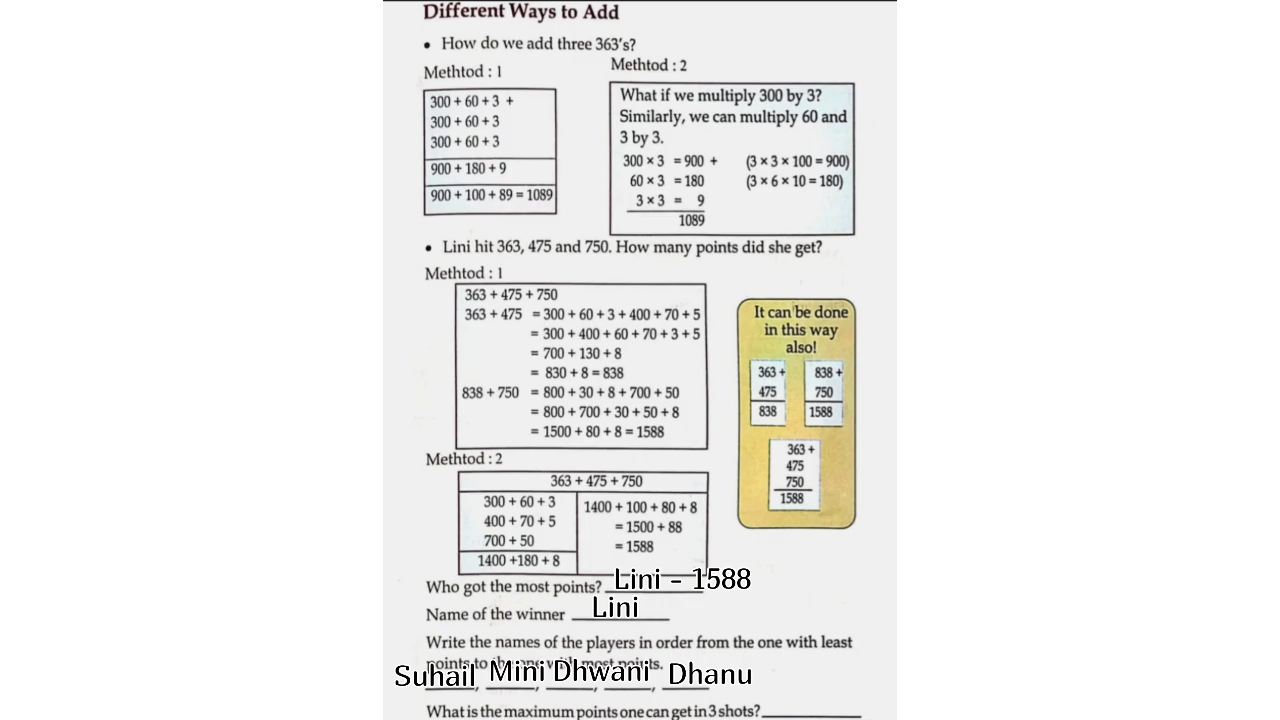 Different Ways to Add
• How do we add three 363's?
Methtod : 1
300 + 60 + 3 +
300 + 60 + 3
300 + 60 + 3
900 + 180 + 9
900 + 100 + 89 = 1089
Methtod : 2
What if we multiply 300 by 3?
Similarly, we can multiply 60 and
3 by 3.
300 × 3 = 900 + (3 × 3 × 100 = 900)
60 × 3 = 180 (3 × 6 × 10 = 180)
3 × 3 = 9
1089
• Lini hit 363, 475 and 750. How many points did she get?
Methtod : 1
363 + 475 + 750
363 + 475 = 300 + 60 + 3 + 400 + 70 + 5
= 300 + 400 + 60 + 70 + 3 + 5
= 700 + 130 + 8
= 830 + 8 = 838
838 + 750 = 800 + 30 + 8 + 700 + 50
= 800 + 700 + 30 + 50 + 8
= 1500 + 80 + 8 = 1588
It can be done
in this way
also!
363 +
475
838
838 +
750
1588
363 +
475
750
1588
Methtod : 2
363 + 475 + 750
300 + 60 + 3
400 + 70 + 5
700 + 50
1400 +180 + 8
1400 + 100 + 80 + 8
= 1500 + 88
= 1588
Who got the most points? Lini - 1588
Name of the winner Lini
Write the names of the players in order from the one with least
points to the one with most points.
Suhail, Mini, Dhwani, Dhanu
What is the maximum points one can get in 3 shots?